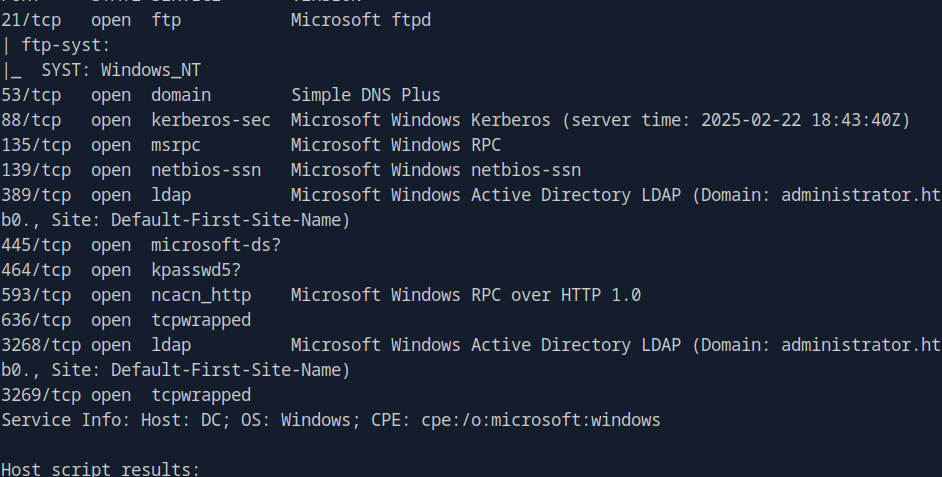 21/tcp   open  ftp           Microsoft ftpd
| ftp-syst:
|_  SYST: Windows_NT
53/tcp   open  domain        Simple DNS Plus
88/tcp   open  kerberos-sec  Microsoft Windows Kerberos (server time: 2025-02-22 18:43:40Z)
135/tcp  open  msrpc         Microsoft Windows RPC
139/tcp  open  netbios-ssn   Microsoft Windows netbios-ssn
389/tcp  open  ldap          Microsoft Windows Active Directory LDAP (Domain: administrator.ht
b0., Site: Default-First-Site-Name)
445/tcp  open  microsoft-ds?
464/tcp  open  kpasswd5?
593/tcp  open  ncacn_http    Microsoft Windows RPC over HTTP 1.0
636/tcp  open  tcpwrapped
3268/tcp open  ldap          Microsoft Windows Active Directory LDAP (Domain: administrator.ht
b0., Site: Default-First-Site-Name)
3269/tcp open  tcpwrapped
Service Info: Host: DC; OS: Windows; CPE: cpe:/o:microsoft:windows
Host script results: